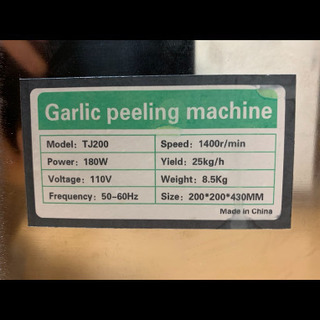 Garlic peeling machine
Model: TJ200 Speed: 1400r/min
Power: 180W Yield: 25kg/h
Voltage: 110V Weight: 8.5Kg
Frequency: 50-60Hz Size: 200*200*430MM
Made in China